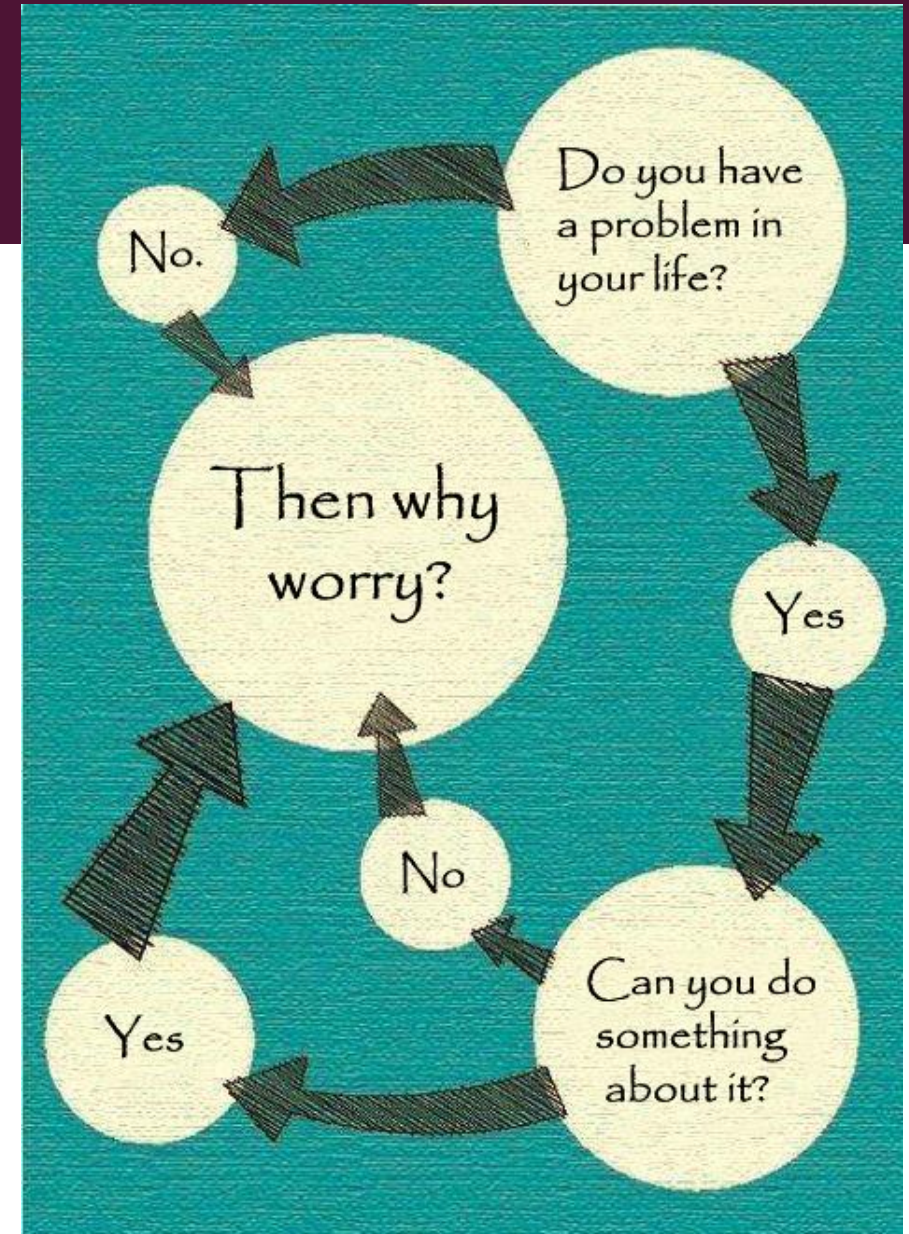 Do you have
a problem in
your life?
No.
Then why
worry?
Yes
No
Can you do
something
about it?
Yes